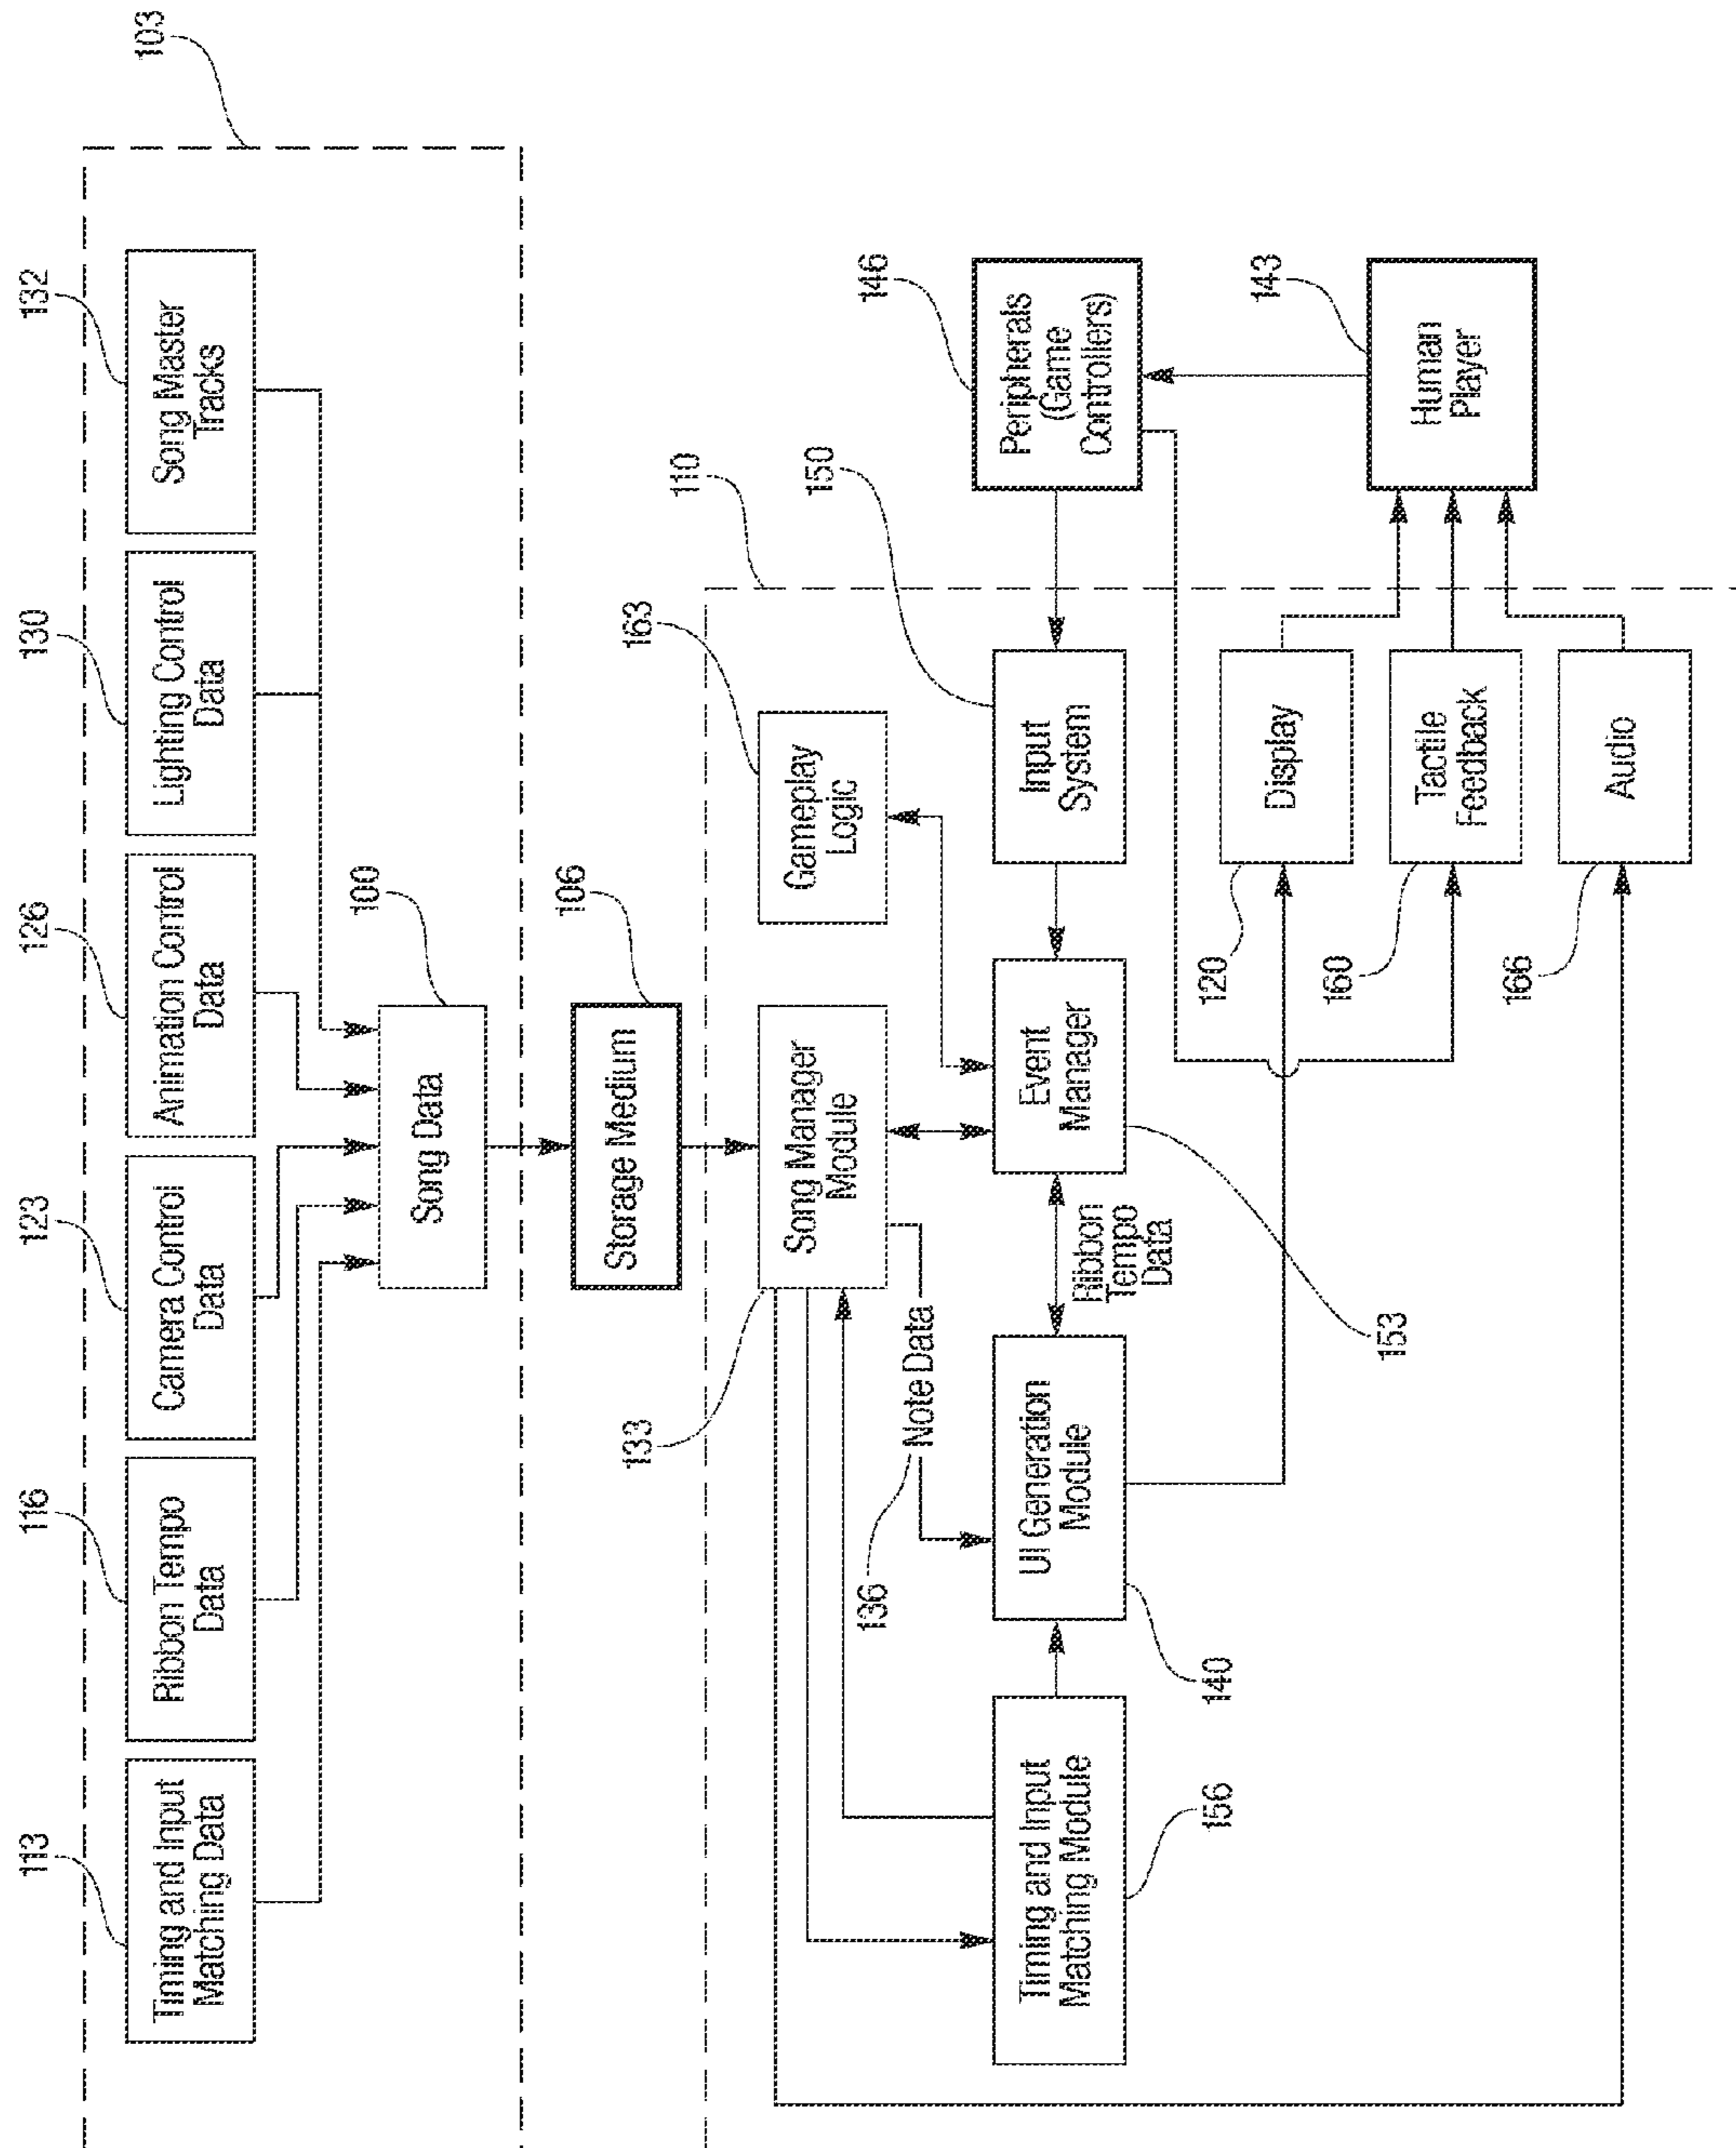 103
113
116
123
126
130
132
Timing and Input
Matching Data
Ribbon Tempo
Data
Camera Control
Data
Animation Control
Data
Lighting Control
Data
Song Master
Tracks
100
Song Data
106
Storage Medium
110
133
Song Manager
Module
163
Gameplay
Logic
146
Peripherals
(Game
Controllers)
136
Note Data
150
Timing and Input
Matching Module
UI Generation
Module
Ribbon
Tempo
Data
Event
Manager
Input
System
156
140
153
143
Human
Player
120
Display
160
Tactile
Feedback
166
Audio